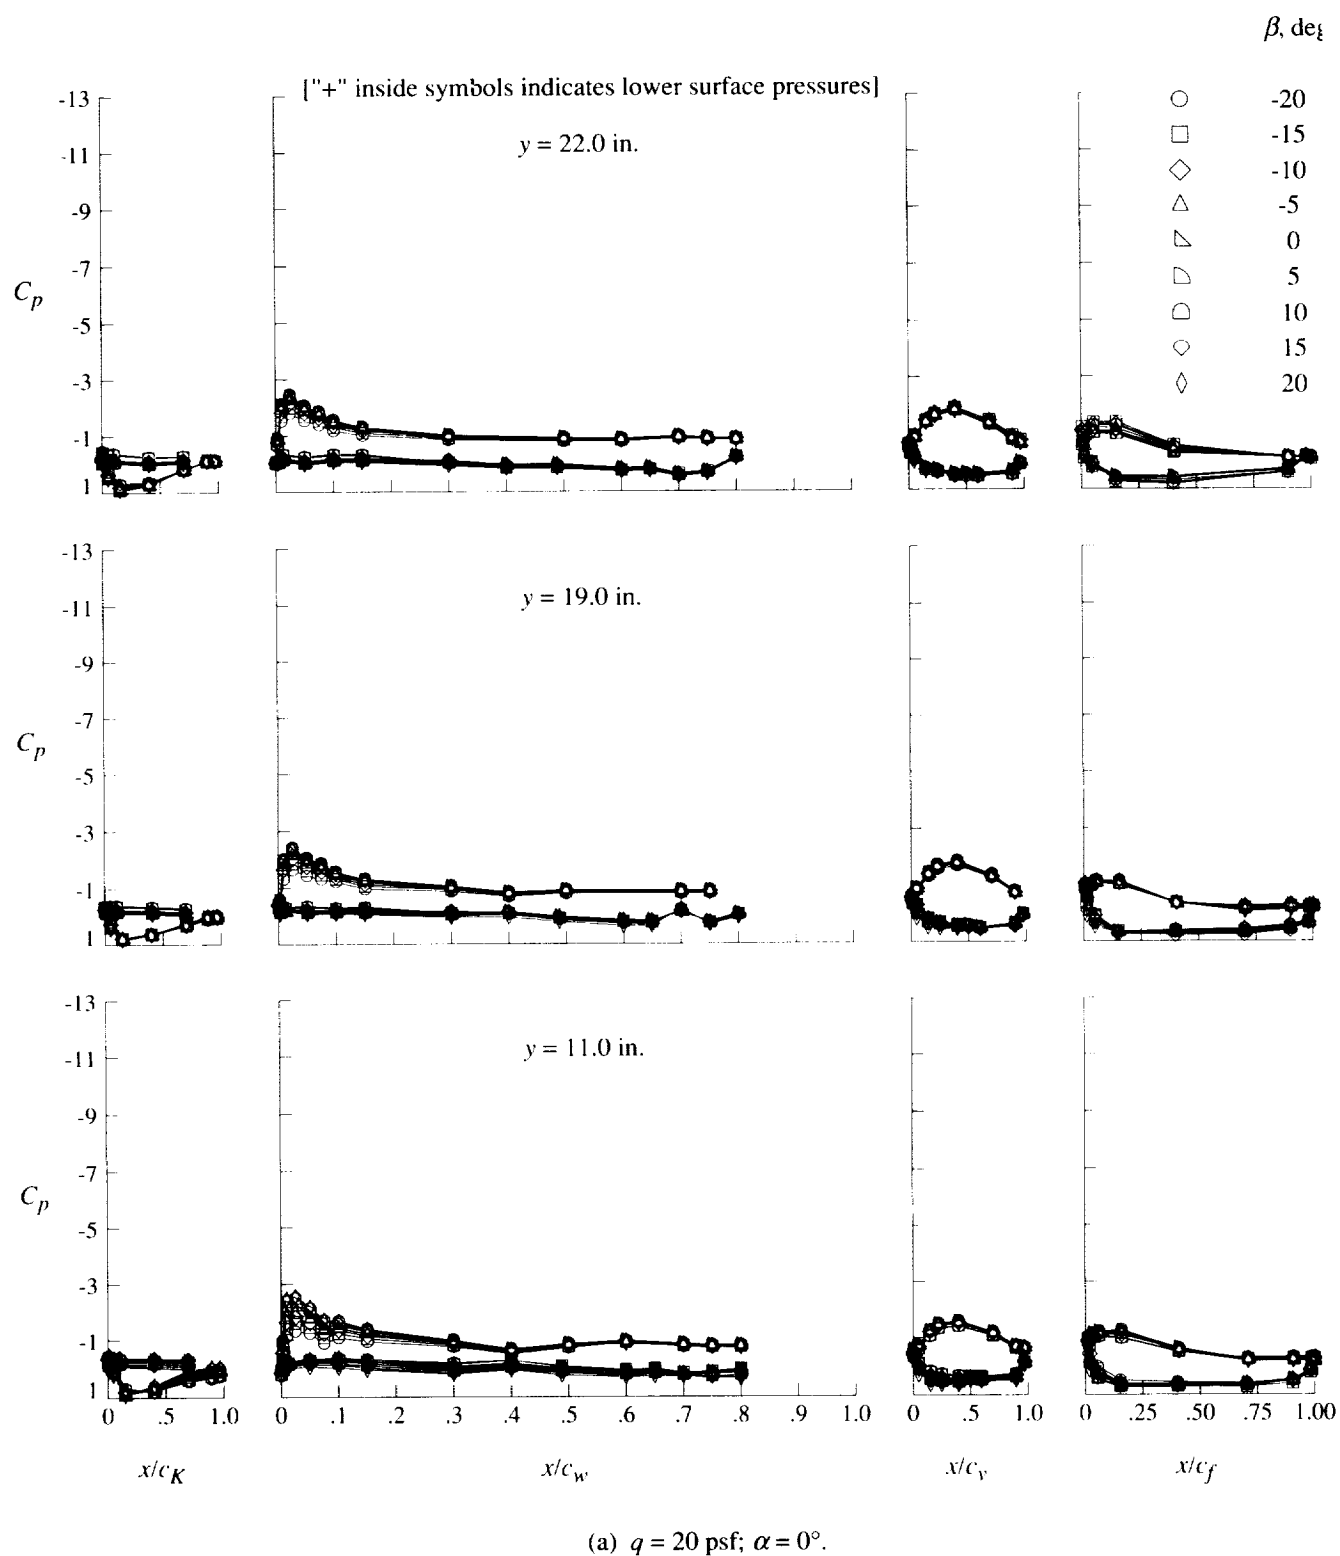 β, deg
["+" inside symbols indicates lower surface pressures]
-20
-15
-10
-5
0
5
10
15
20
y = 22.0 in.
-13
-11
-9
-7
-5
-3
-1
1
C_p
y = 19.0 in.
-13
-11
-9
-7
-5
-3
-1
1
C_p
y = 11.0 in.
-13
-11
-9
-7
-5
-3
-1
1
C_p
0 .5 1.0
0 .1 .2 .3 .4 .5 .6 .7 .8 .9 1.0
0 .5 1.0
0 .25 .50 .75 1.00
x/c_K
x/c_w
x/c_v
x/c_f
(a) q = 20 psf; α = 0°.